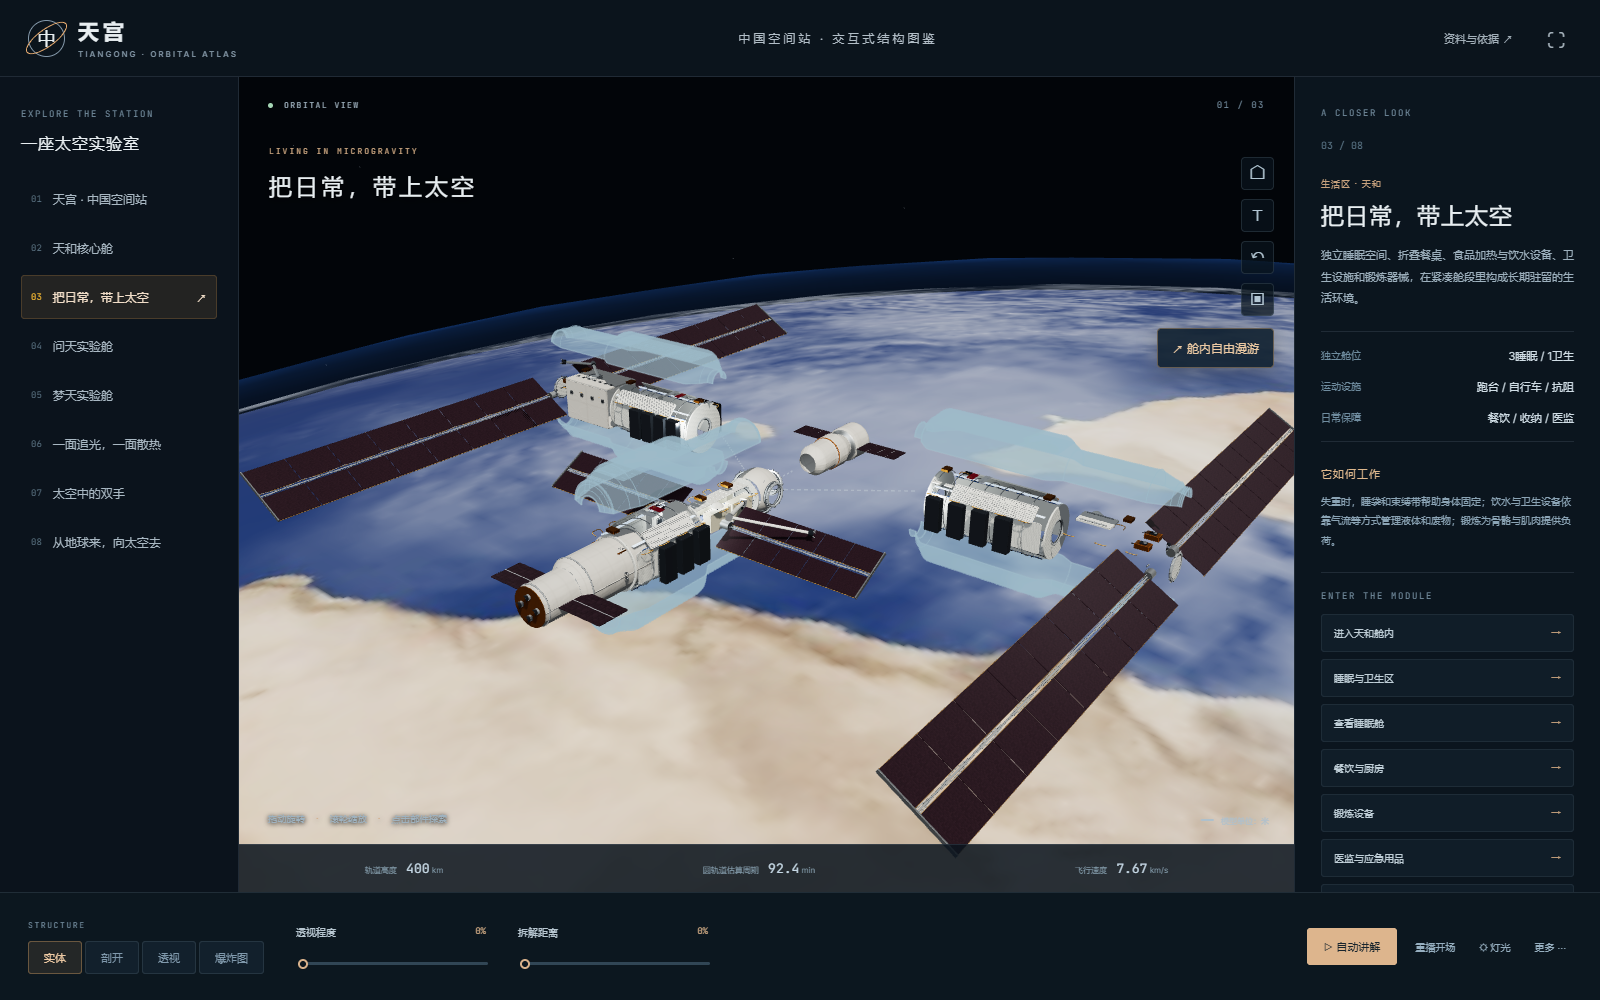 中 天宫
TIANGONG · ORBITAL ATLAS
中国空间站 · 交互式结构图鉴
资料与依据 ↗
EXPLORE THE STATION
一座太空实验室
01 天宫 · 中国空间站
02 天和核心舱
03 把日常，带上太空 ↗
04 问天实验舱
05 梦天实验舱
06 一面追光，一面散热
07 太空中的双手
08 从地球来，向太空去
ORBITAL VIEW
01 / 03
LIVING IN MICROGRAVITY
把日常，带上太空
T
↗ 舱内自由漫游
轨道高度 400 km
圆轨道估算周期 92.4 min
飞行速度 7.67 km/s
A CLOSER LOOK
03 / 08
生活区 · 天和
把日常，带上太空
独立睡眠空间、折叠餐桌、食品加热与饮水设备、卫
生设施和锻炼器械，在紧凑舱段里构成长期驻留的生
活环境。
独立舱位 3睡眠 / 1卫生
运动设施 跑台 / 自行车 / 抗阻
日常保障 餐饮 / 收纳 / 医监
它如何工作
失重时，睡袋和束缚带帮助身体固定；饮水与卫生设备依
靠气流等方式管理液体和废物；锻炼为骨骼与肌肉提供负
荷。
ENTER THE MODULE
进入天和舱内 →
睡眠与卫生区 →
查看睡眠舱 →
餐饮与厨房 →
锻炼设备 →
医监与应急用品 →
STRUCTURE
实体 剖开 透视 爆炸图
透视程度 0%
拆解距离 0%
▷ 自动讲解
重播开场
灯光
更多 ···